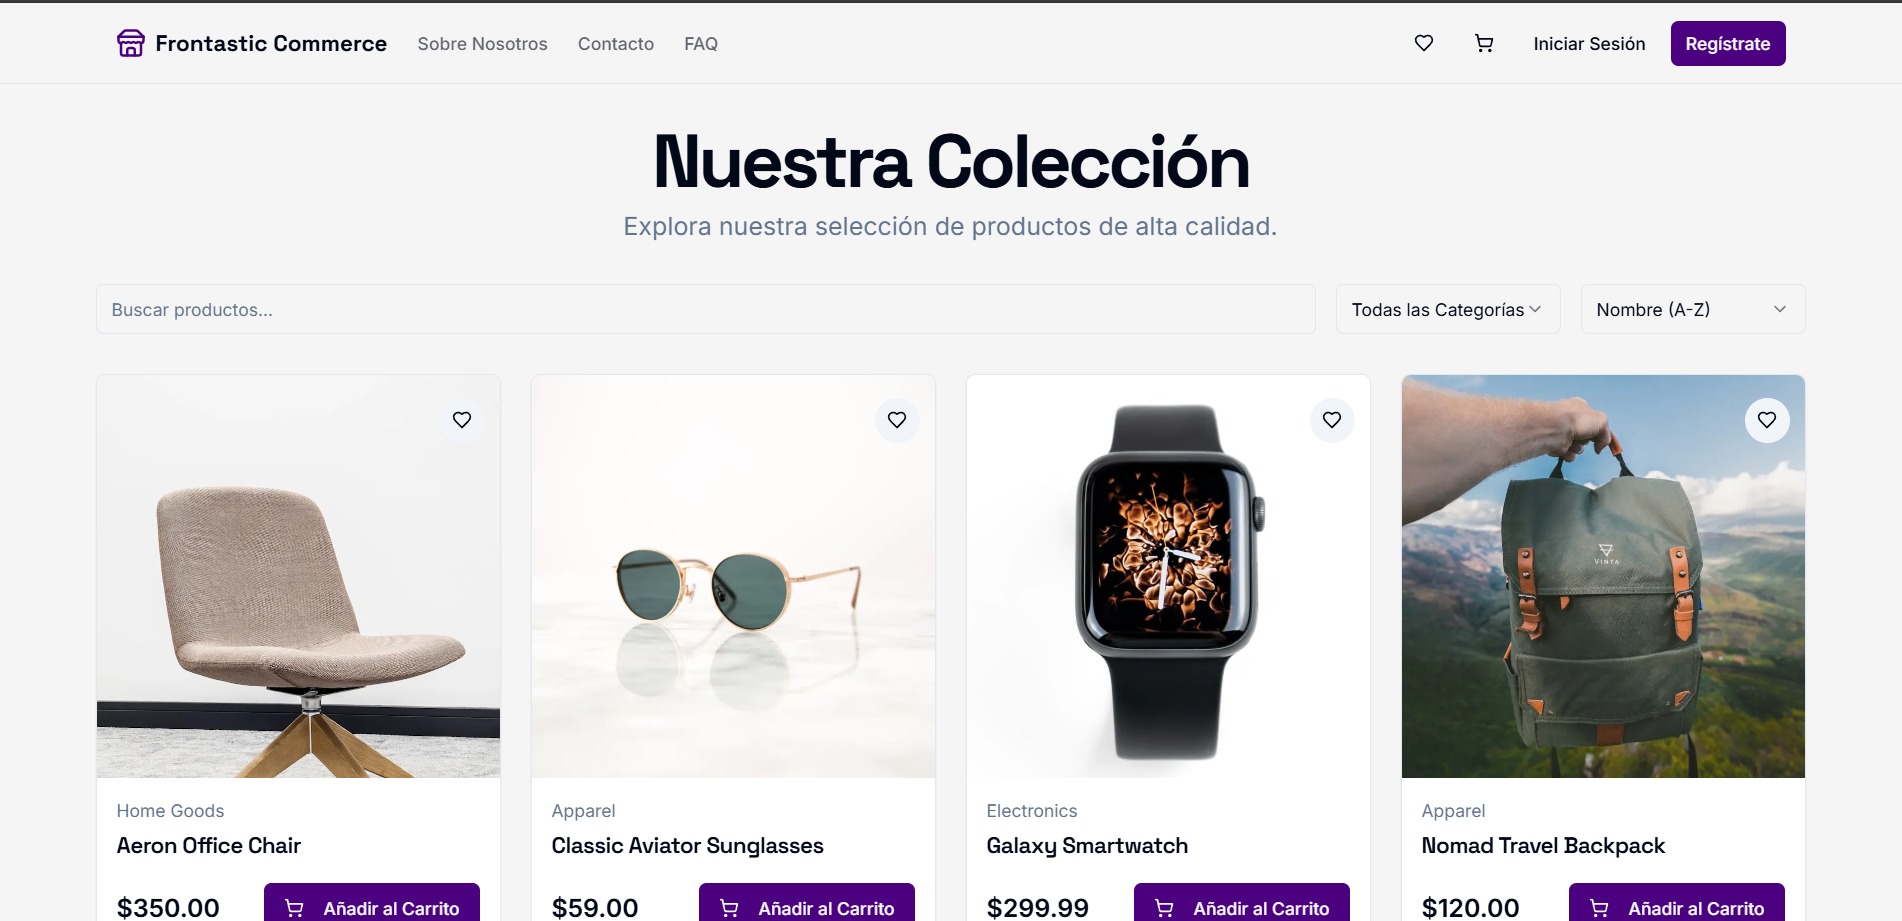 Frontastic Commerce Sobre Nosotros Contacto FAQ Iniciar Sesión Regístrate
Nuestra Colección
Explora nuestra selección de productos de alta calidad.
Buscar productos... Todas las Categorías Nombre (A-Z)
VINTA
Home Goods Apparel Electronics Apparel
Aeron Office Chair Classic Aviator Sunglasses Galaxy Smartwatch Nomad Travel Backpack
$350.00 Añadir al Carrito $59.00 Añadir al Carrito $299.99 Añadir al Carrito $120.00 Añadir al Carrito